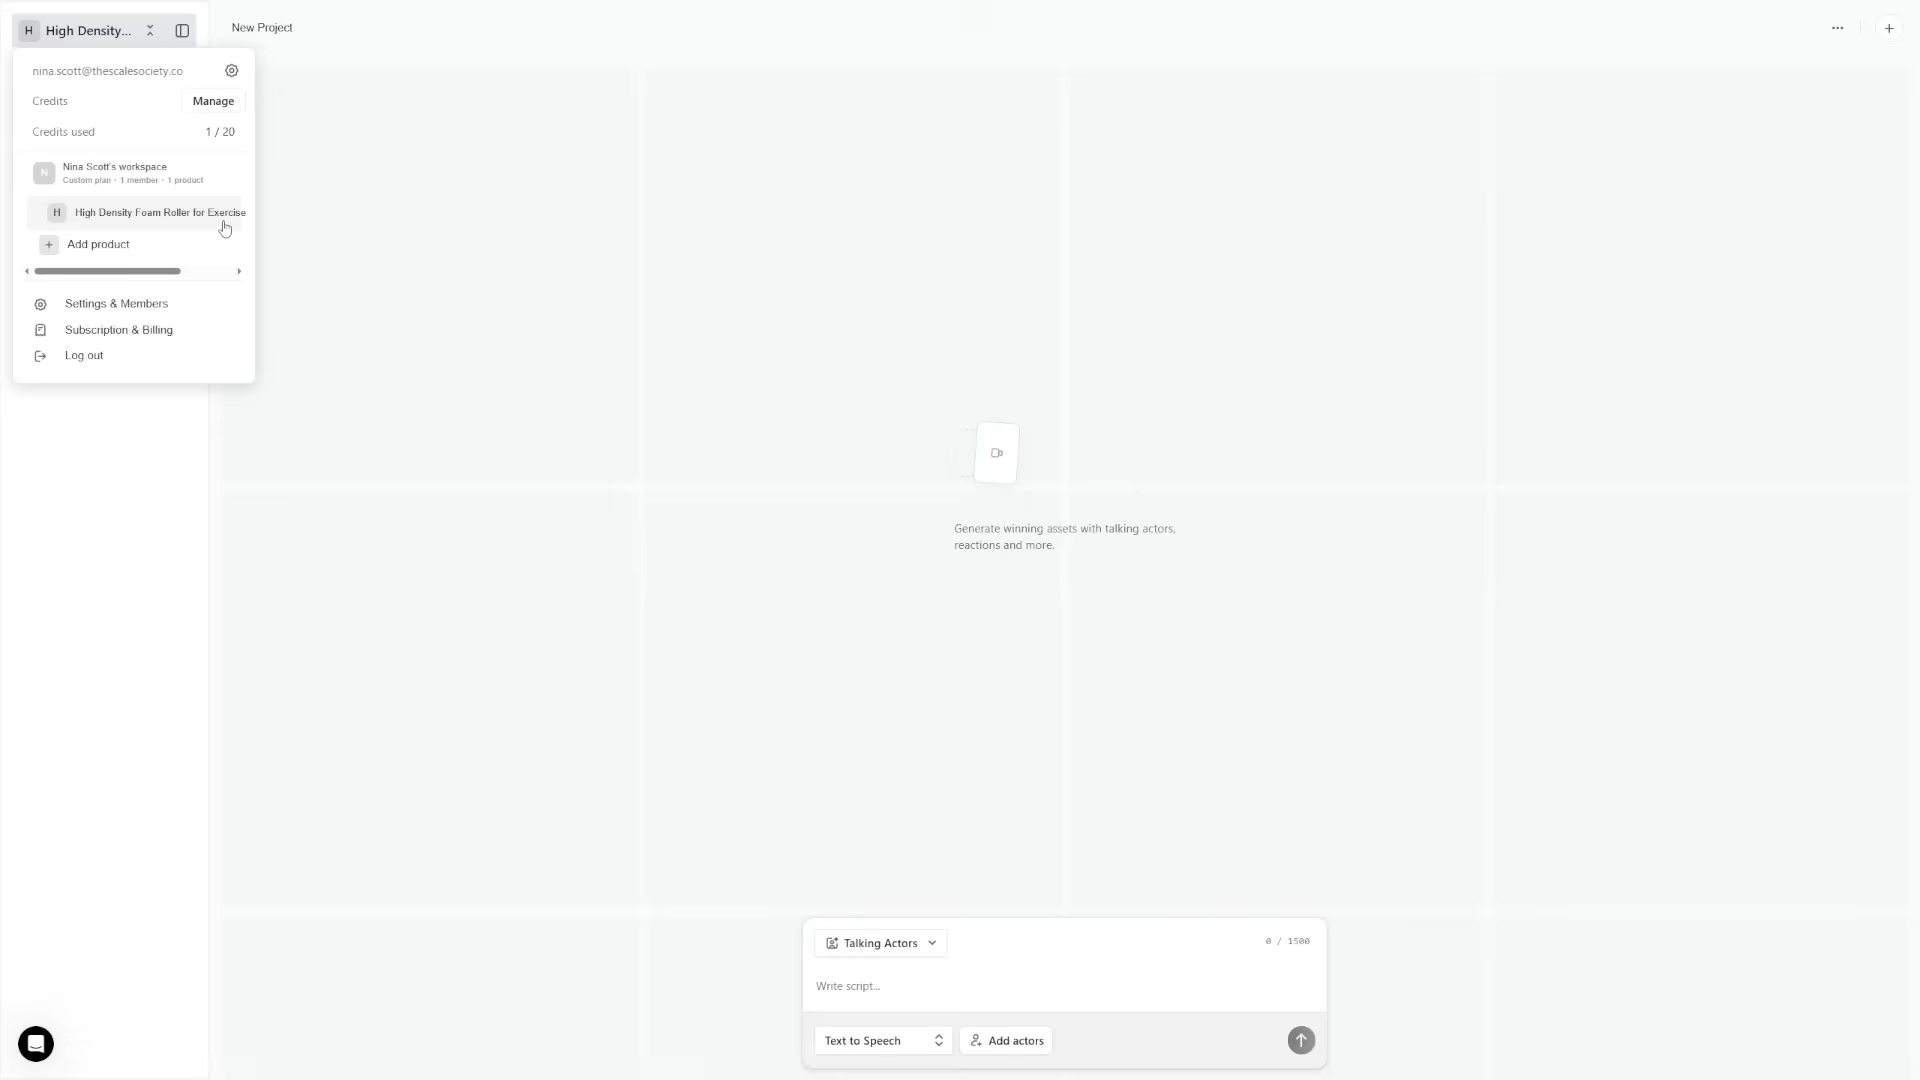 H High Density...
New Project
nina.scott@thescalesociety.co
Credits
Manage
Credits used
1 / 20
N
Nina Scott's workspace
Custom plan · 1 member · 1 product
H High Density Foam Roller for Exercise
+ Add product
Settings & Members
Subscription & Billing
Log out
Generate winning assets with talking actors,
reactions and more.
Talking Actors
0 / 1500
Write script...
Text to Speech
Add actors